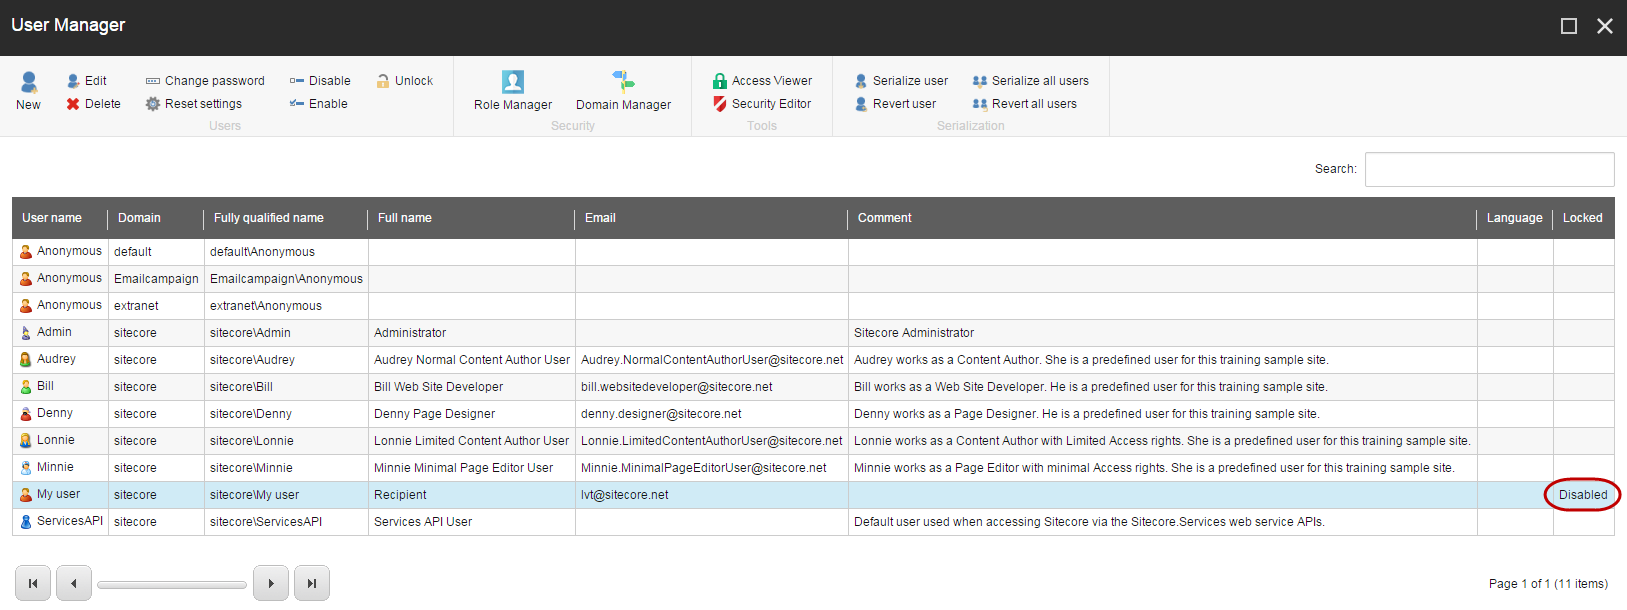 User Manager
New Edit Change password Disable Unlock Role Manager Domain Manager Access Viewer Serialize user Serialize all users
Delete Reset settings Enable Security Editor Revert user Revert all users
Users Security Tools Serialization
Search:
User name Domain Fully qualified name Full name Email Comment Language Locked
Anonymous default default\Anonymous
Anonymous Emailcampaign Emailcampaign\Anonymous
Anonymous extranet extranet\Anonymous
Admin sitecore sitecore\Admin Administrator Sitecore Administrator
Audrey sitecore sitecore\Audrey Audrey Normal Content Author User Audrey.NormalContentAuthorUser@sitecore.net Audrey works as a Content Author. She is a predefined user for this training sample site.
Bill sitecore sitecore\Bill Bill Web Site Developer bill.websitedeveloper@sitecore.net Bill works as a Web Site Developer. He is a predefined user for this training sample site.
Denny sitecore sitecore\Denny Denny Page Designer denny.designer@sitecore.net Denny works as a Page Designer. He is a predefined user for this training sample site.
Lonnie sitecore sitecore\Lonnie Lonnie Limited Content Author User Lonnie.LimitedContentAuthorUser@sitecore.net Lonnie works as a Content Author with Limited Access rights. She is a predefined user for this training sample site.
Minnie sitecore sitecore\Minnie Minnie Minimal Page Editor User Minnie.MinimalPageEditorUser@sitecore.net Minnie works as a Page Editor with minimal Access rights. She is a predefined user for this training sample site.
My user sitecore sitecore\My user Recipient lvt@sitecore.net Disabled
ServicesAPI sitecore sitecore\ServicesAPI Services API User Default user used when accessing Sitecore via the Sitecore.Services web service APIs.
Page 1 of 1 (11 items)